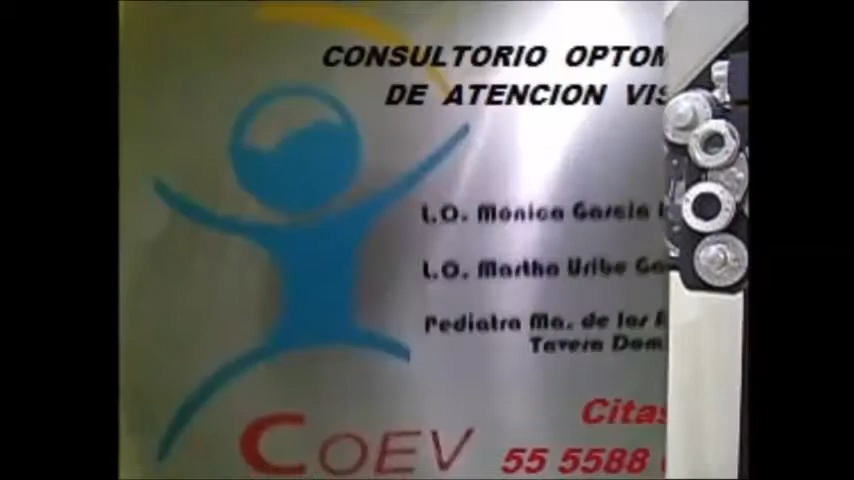 CONSULTORIO OPTOM
DE ATENCION VIS
L.O. Monica Garcia
L.O. Martha Uribe Ga
Pediatra Ma. de las
Tavera Dom
Citas
55 5588
COEV